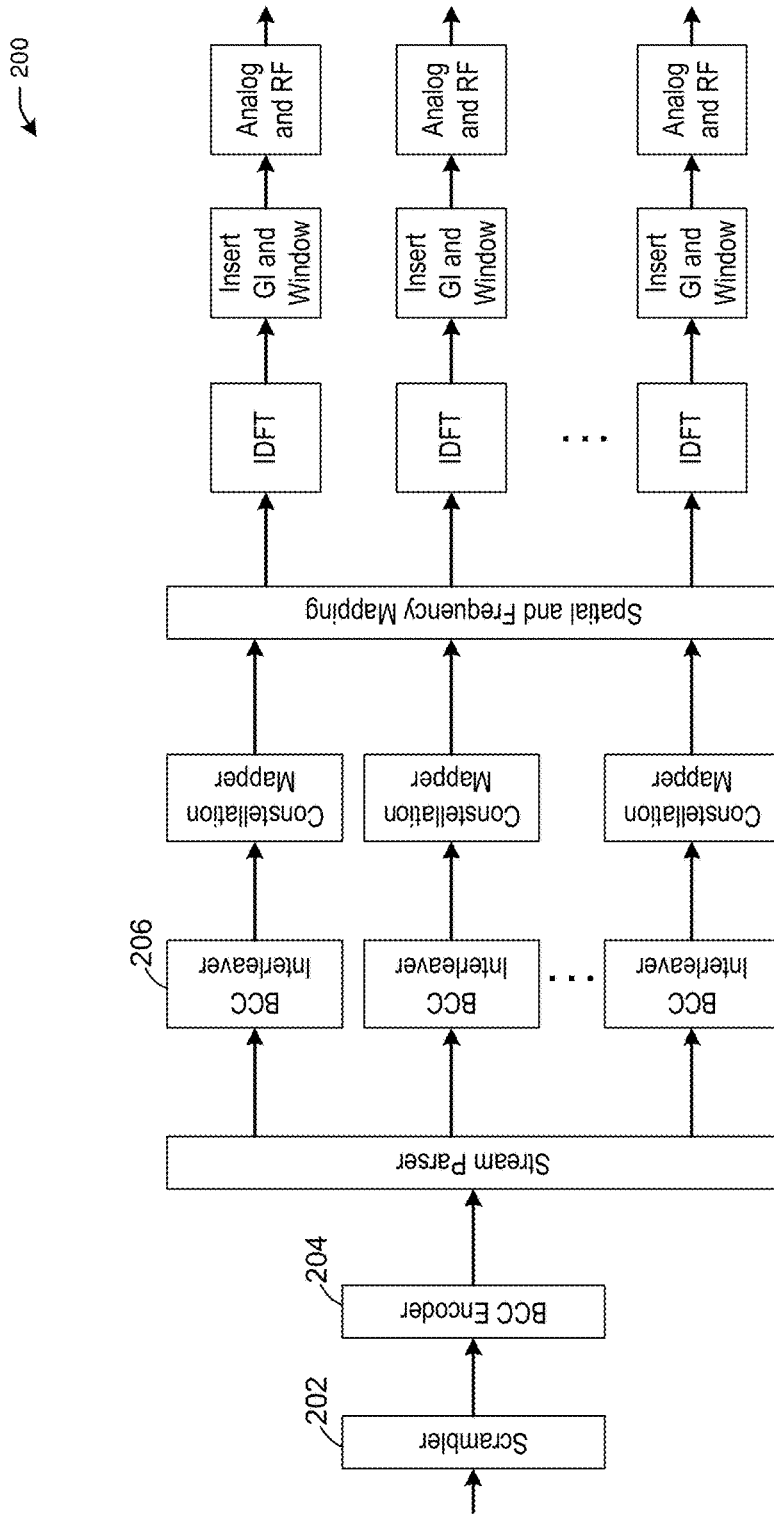 200
202
Scrambler
204
BCC Encoder
Stream Parser
206
BCC
Interleaver
Constellation
Mapper
BCC
Interleaver
Constellation
Mapper
BCC
Interleaver
Constellation
Mapper
Spatial and Frequency Mapping
IDFT
Insert
GI and
Window
Analog
and RF
IDFT
Insert
GI and
Window
Analog
and RF
IDFT
Insert
GI and
Window
Analog
and RF